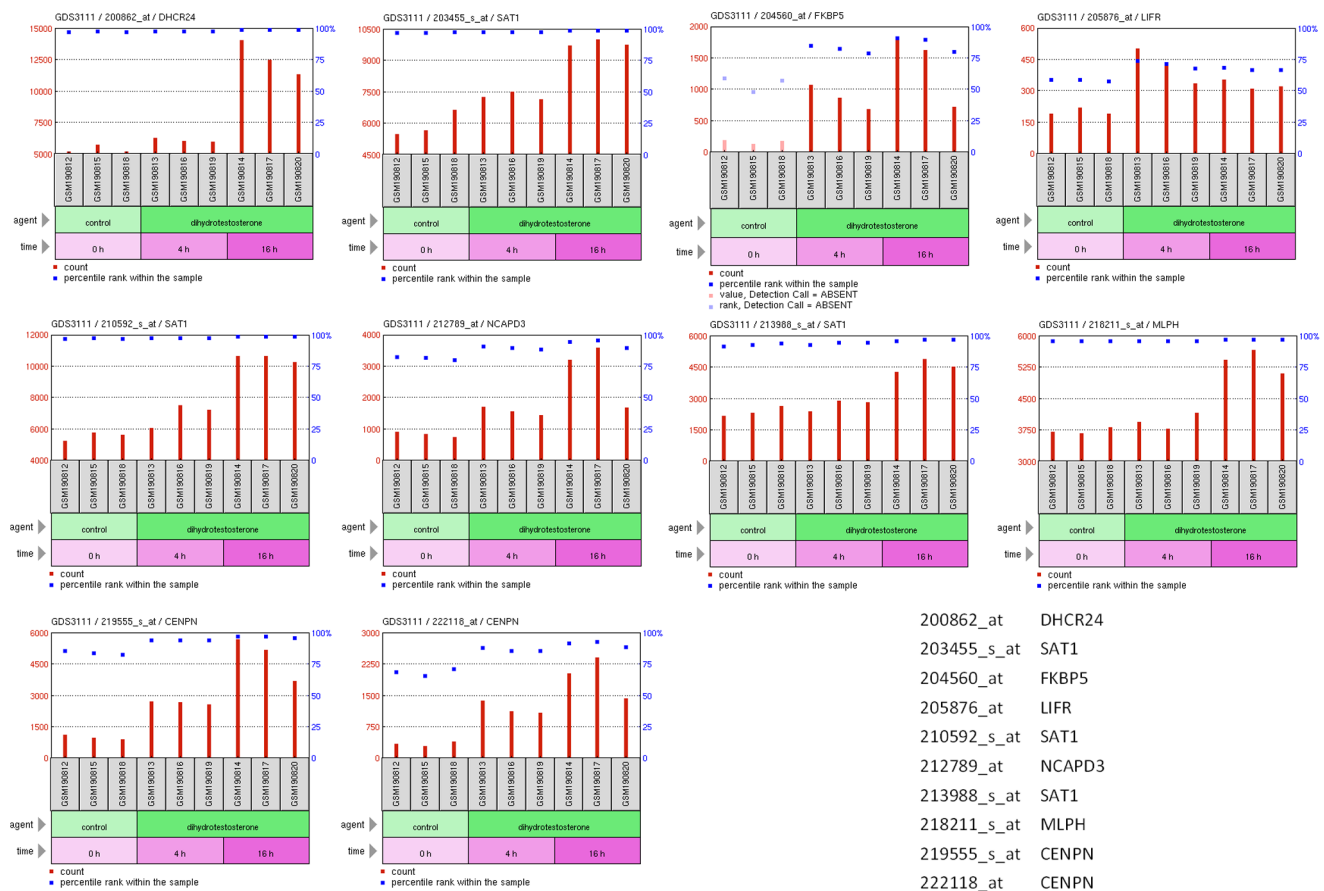 GDS3111 / 200862_at / DHCR24
15000
12500
10000
7500
5000
100%
75
50
25
0
GSM190812
GSM190815
GSM190818
GSM190813
GSM190816
GSM190819
GSM190814
GSM190817
GSM190820
agent
control
dihydrotestosterone
time
0 h
4 h
16 h
count
percentile rank within the sample
GDS3111 / 203455_s_at / SAT1
10500
9000
7500
6000
4500
100%
75
50
25
0
GSM190812
GSM190815
GSM190818
GSM190813
GSM190816
GSM190819
GSM190814
GSM190817
GSM190820
agent
control
dihydrotestosterone
time
0 h
4 h
16 h
count
percentile rank within the sample
GDS3111 / 204560_at / FKBP5
2000
1500
1000
500
0
100%
75
50
25
0
GSM190812
GSM190815
GSM190818
GSM190813
GSM190816
GSM190819
GSM190814
GSM190817
GSM190820
agent
control
dihydrotestosterone
time
0 h
4 h
16 h
count
percentile rank within the sample
value, Detection Call = ABSENT
rank, Detection Call = ABSENT
GDS3111 / 205876_at / LIFR
600
450
300
150
0
100%
75
50
25
0
GSM190812
GSM190815
GSM190818
GSM190813
GSM190816
GSM190819
GSM190814
GSM190817
GSM190820
agent
control
dihydrotestosterone
time
0 h
4 h
16 h
count
percentile rank within the sample
GDS3111 / 210592_s_at / SAT1
12000
10000
8000
6000
4000
100%
75
50
25
0
GSM190812
GSM190815
GSM190818
GSM190813
GSM190816
GSM190819
GSM190814
GSM190817
GSM190820
agent
control
dihydrotestosterone
time
0 h
4 h
16 h
count
percentile rank within the sample
GDS3111 / 212789_at / NCAPD3
4000
3000
2000
1000
0
100%
75
50
25
0
GSM190812
GSM190815
GSM190818
GSM190813
GSM190816
GSM190819
GSM190814
GSM190817
GSM190820
agent
control
dihydrotestosterone
time
0 h
4 h
16 h
count
percentile rank within the sample
GDS3111 / 213988_s_at / SAT1
6000
4500
3000
1500
0
100%
75
50
25
0
GSM190812
GSM190815
GSM190818
GSM190813
GSM190816
GSM190819
GSM190814
GSM190817
GSM190820
agent
control
dihydrotestosterone
time
0 h
4 h
16 h
count
percentile rank within the sample
GDS3111 / 218211_s_at / MLPH
6000
5250
4500
3750
3000
100%
75
50
25
0
GSM190812
GSM190815
GSM190818
GSM190813
GSM190816
GSM190819
GSM190814
GSM190817
GSM190820
agent
control
dihydrotestosterone
time
0 h
4 h
16 h
count
percentile rank within the sample
GDS3111 / 219555_s_at / CENPN
6000
4500
3000
1500
0
100%
75
50
25
0
GSM190812
GSM190815
GSM190818
GSM190813
GSM190816
GSM190819
GSM190814
GSM190817
GSM190820
agent
control
dihydrotestosterone
time
0 h
4 h
16 h
count
percentile rank within the sample
GDS3111 / 222118_at / CENPN
3000
2250
1500
750
0
100%
75
50
25
0
GSM190812
GSM190815
GSM190818
GSM190813
GSM190816
GSM190819
GSM190814
GSM190817
GSM190820
agent
control
dihydrotestosterone
time
0 h
4 h
16 h
count
percentile rank within the sample
200862_at DHCR24
203455_s_at SAT1
204560_at FKBP5
205876_at LIFR
210592_s_at SAT1
212789_at NCAPD3
213988_s_at SAT1
218211_s_at MLPH
219555_s_at CENPN
222118_at CENPN